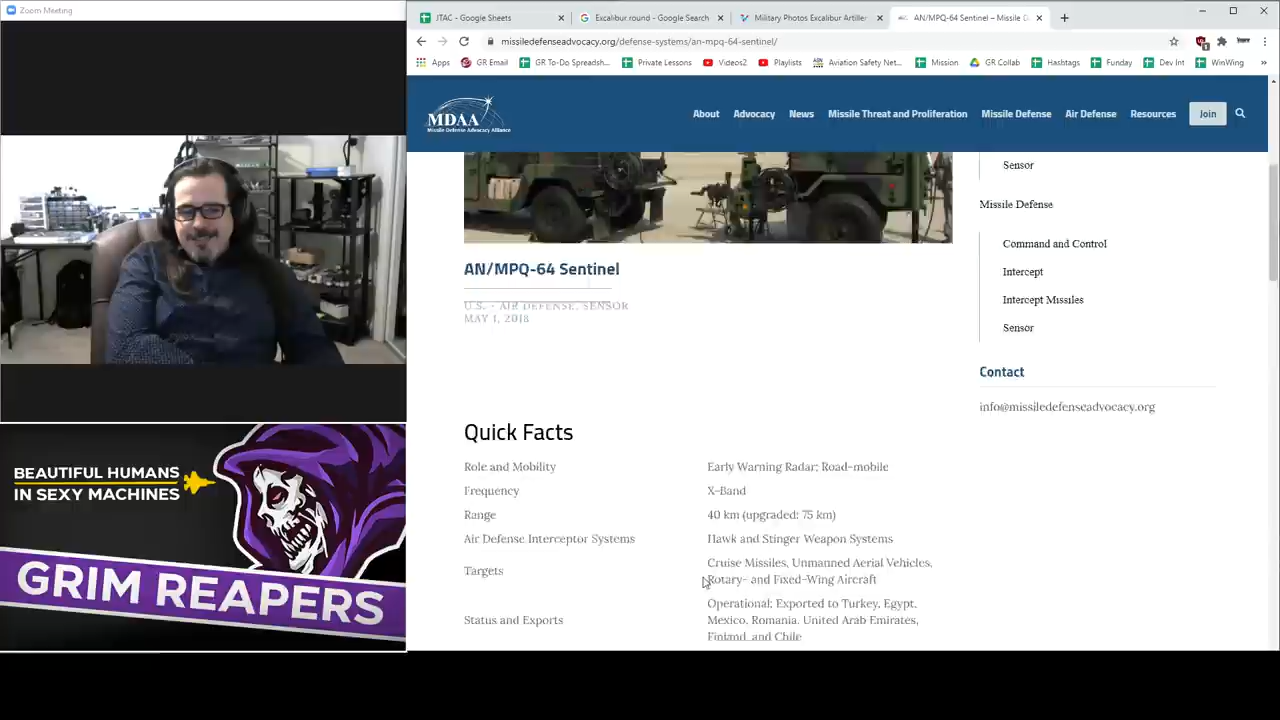 Zoom Meeting
JTAC - Google Sheets
Excalibur round - Google Search
Military Photos Excalibur Artiller
AN/MPQ-64 Sentinel – Missile D
missiledefenseadvocacy.org/defense-systems/an-mpq-64-sentinel/
Apps
GR Email
GR To-Do Spreadsh...
Private Lessons
Videos2
Playlists
Aviation Safety Net...
Mission
GR Collab
Hashtags
Funday
Dev Int
WinWing
MDAA
Missile Defense Advocacy Alliance
About
Advocacy
News
Missile Threat and Proliferation
Missile Defense
Air Defense
Resources
Join
Sensor
Missile Defense
Command and Control
Intercept
Intercept Missiles
Sensor
Contact
info@missiledefenseadvocacy.org
AN/MPQ-64 Sentinel
U.S. - AIR DEFENSE, SENSOR
MAY 1, 2018
Quick Facts
Role and Mobility Early Warning Radar; Road-mobile
Frequency X-Band
Range 40 km (upgraded: 75 km)
Air Defense Interceptor Systems Hawk and Stinger Weapon Systems
Targets Cruise Missiles, Unmanned Aerial Vehicles,
Rotary- and Fixed-Wing Aircraft
Status and Exports Operational; Exported to Turkey, Egypt,
Mexico, Romania, United Arab Emirates,
Finland, and Chile
BEAUTIFUL HUMANS
IN SEXY MACHINES
GRIM REAPERS